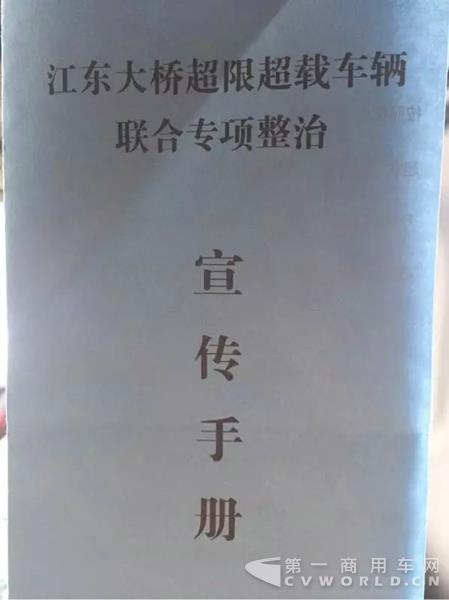 江东大桥超限超载车辆
联合专项整治
宣
传
手
册
第一商用车网
CVWORLD.CN